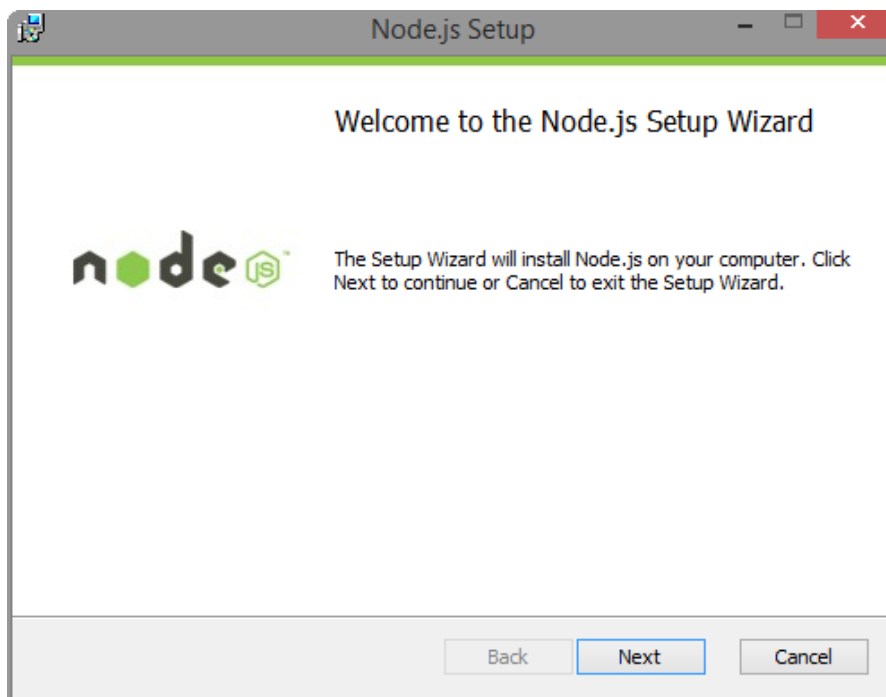 Node.js Setup
Welcome to the Node.js Setup Wizard
node JS™
The Setup Wizard will install Node.js on your computer. Click
Next to continue or Cancel to exit the Setup Wizard.
Back
Next
Cancel